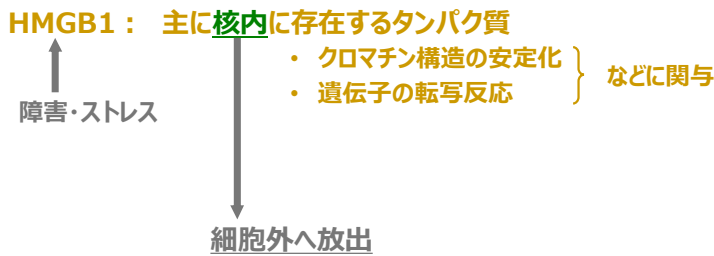 HMGB1： 主に核内に存在するタンパク質
• クロマチン構造の安定化
• 遺伝子の転写反応
などに関与
障害・ストレス
細胞外へ放出